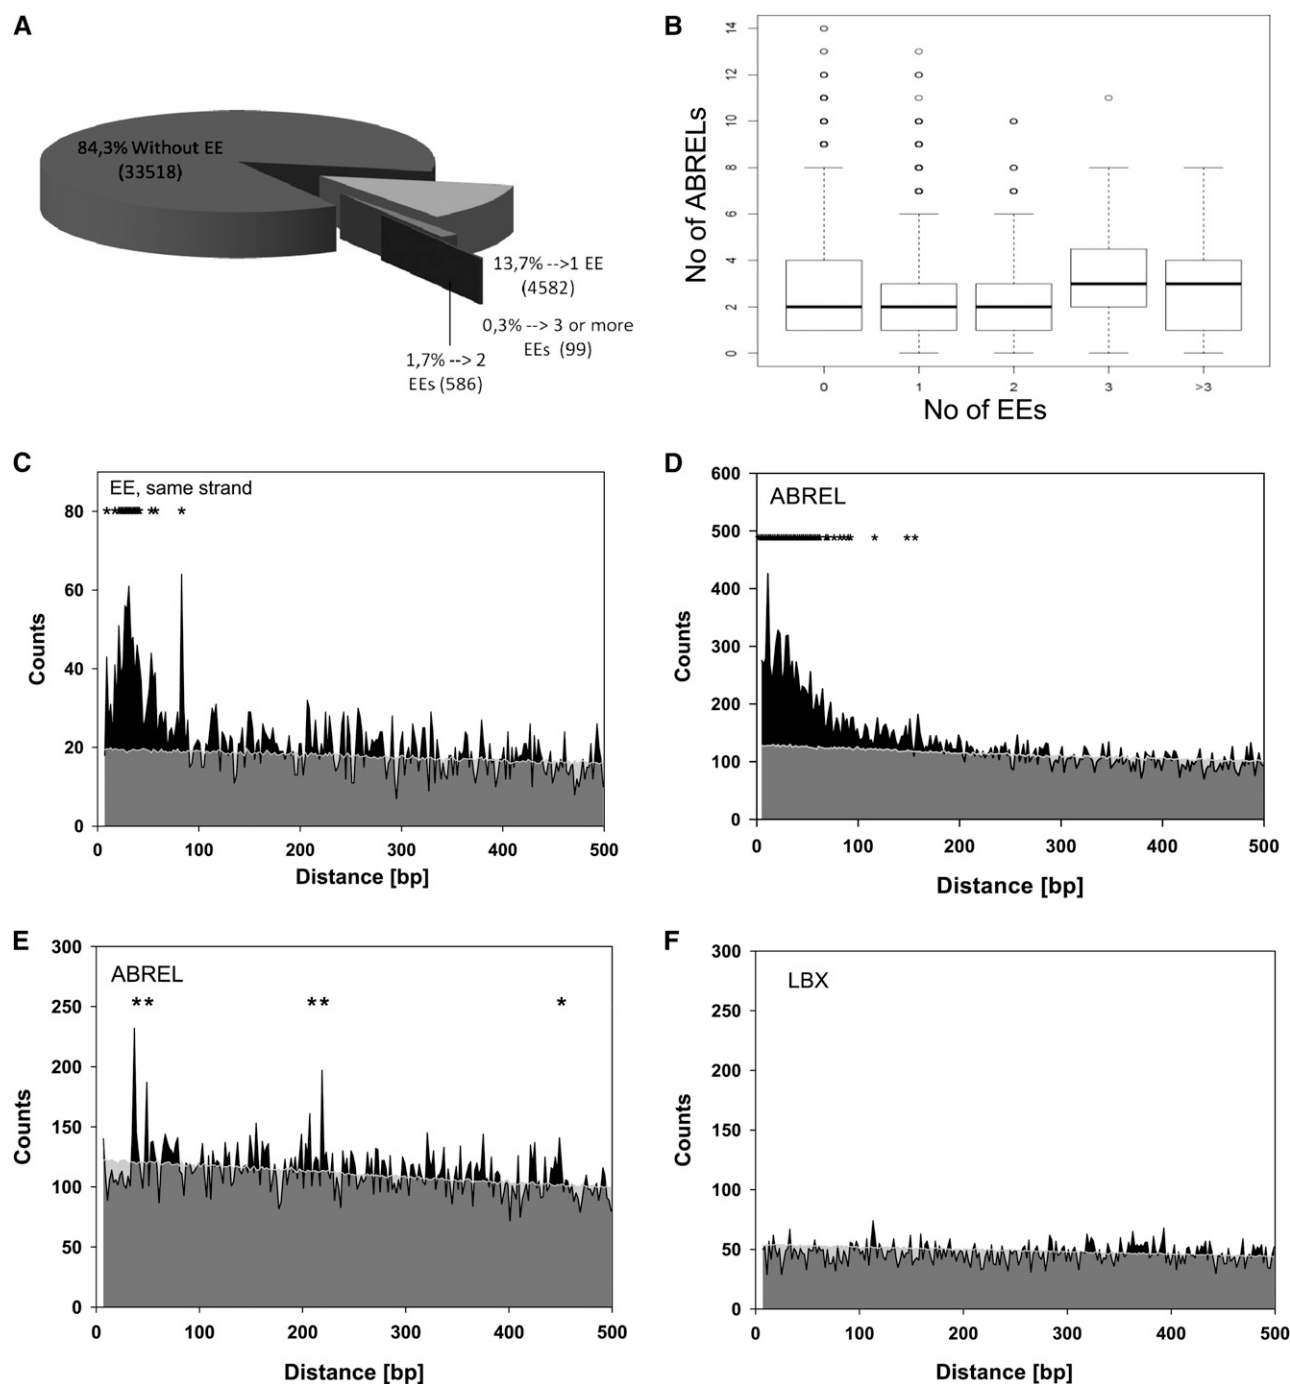 A
84,3% Without EE
(33518)
13,7% -->1 EE
(4582)
0,3% --> 3 or more
EEs (99)
1,7% --> 2
EEs (586)
B
No of ABRELs
14
12
10
8
6
4
2
0
0 1 2 3 >3
No of EEs
C
EE, same strand
* * * * *
Counts
80
60
40
20
0
0 100 200 300 400 500
Distance [bp]
D
ABREL
Counts
600
500
400
300
200
100
0
0 100 200 300 400 500
Distance [bp]
E
ABREL
** ** *
Counts
300
250
200
150
100
50
0
0 100 200 300 400 500
Distance [bp]
F
LBX
Counts
300
250
200
150
100
50
0
0 100 200 300 400 500
Distance [bp]